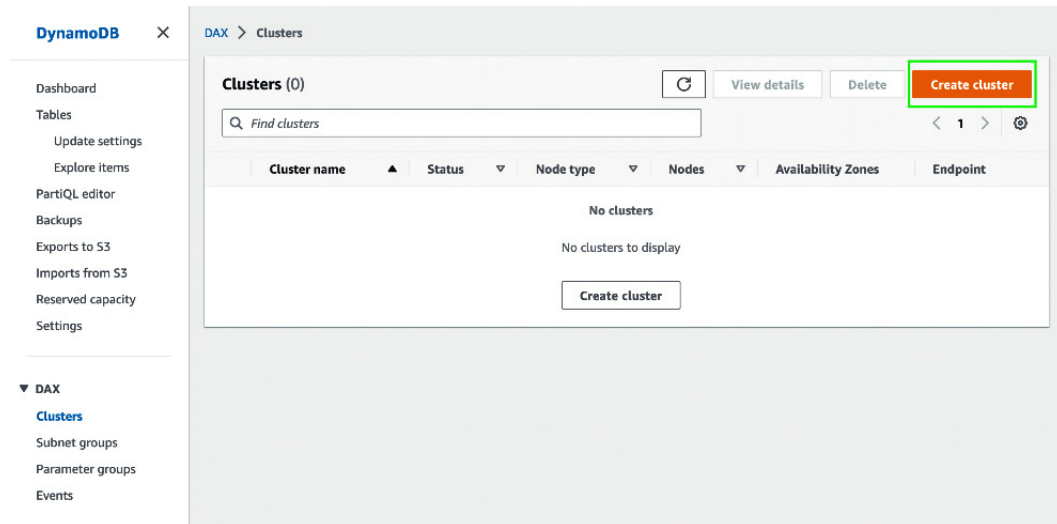 DynamoDB
Dashboard
Tables
Update settings
Explore items
PartiQL editor
Backups
Exports to S3
Imports from S3
Reserved capacity
Settings
DAX
Clusters
Subnet groups
Parameter groups
Events
DAX > Clusters
Clusters (0)
View details
Delete
Create cluster
Find clusters
1
Cluster name Status Node type Nodes Availability Zones Endpoint
No clusters
No clusters to display
Create cluster